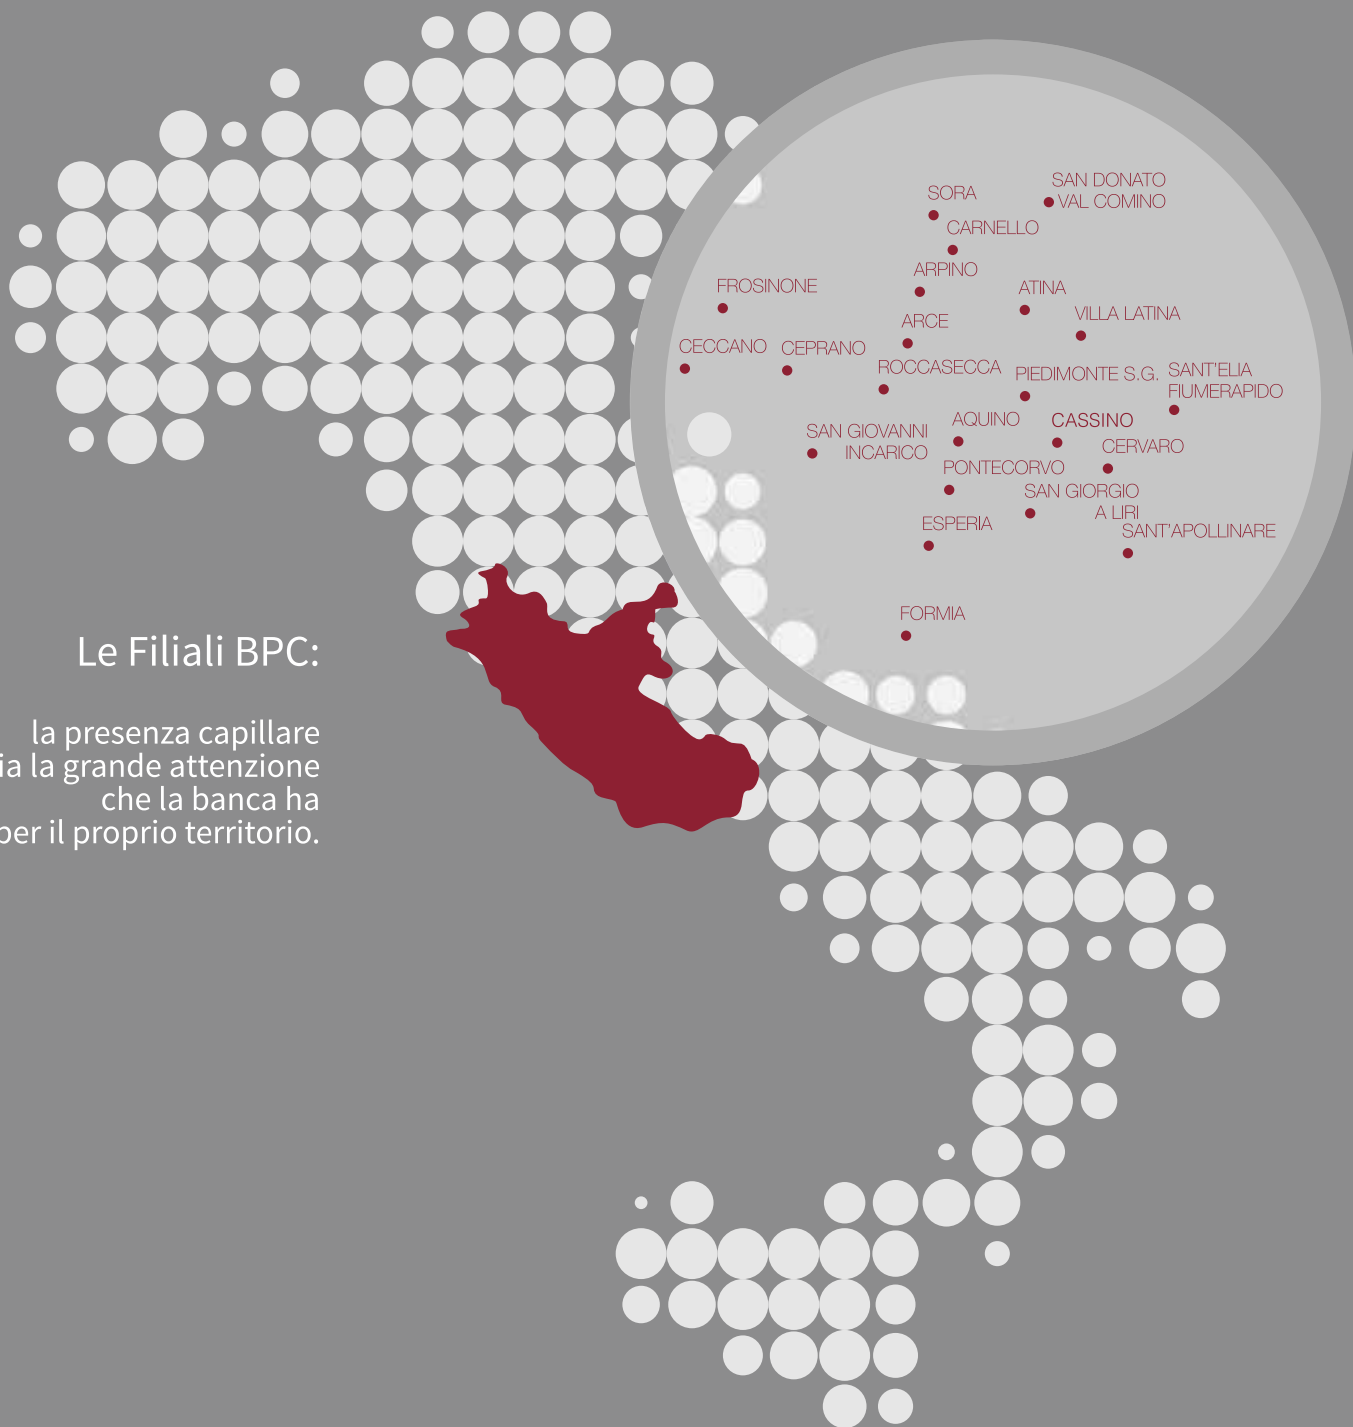 SORA
SAN DONATO
VAL COMINO
CARNELLO
ARPINO
FROSINONE
ATINA
VILLA LATINA
ARCE
CECCANO
CEPRANO
ROCCASECCA
PIEDIMONTE S.G.
SANT'ELIA
FIUMERAPIDO
AQUINO
CASSINO
SAN GIOVANNI
INCARICO
CERVARO
PONTECORVO
SAN GIORGIO
A LIRI
ESPERIA
SANT'APOLLINARE
FORMIA
Le Filiali BPC:
la presenza capillare
la grande attenzione
che la banca ha
per il proprio territorio.